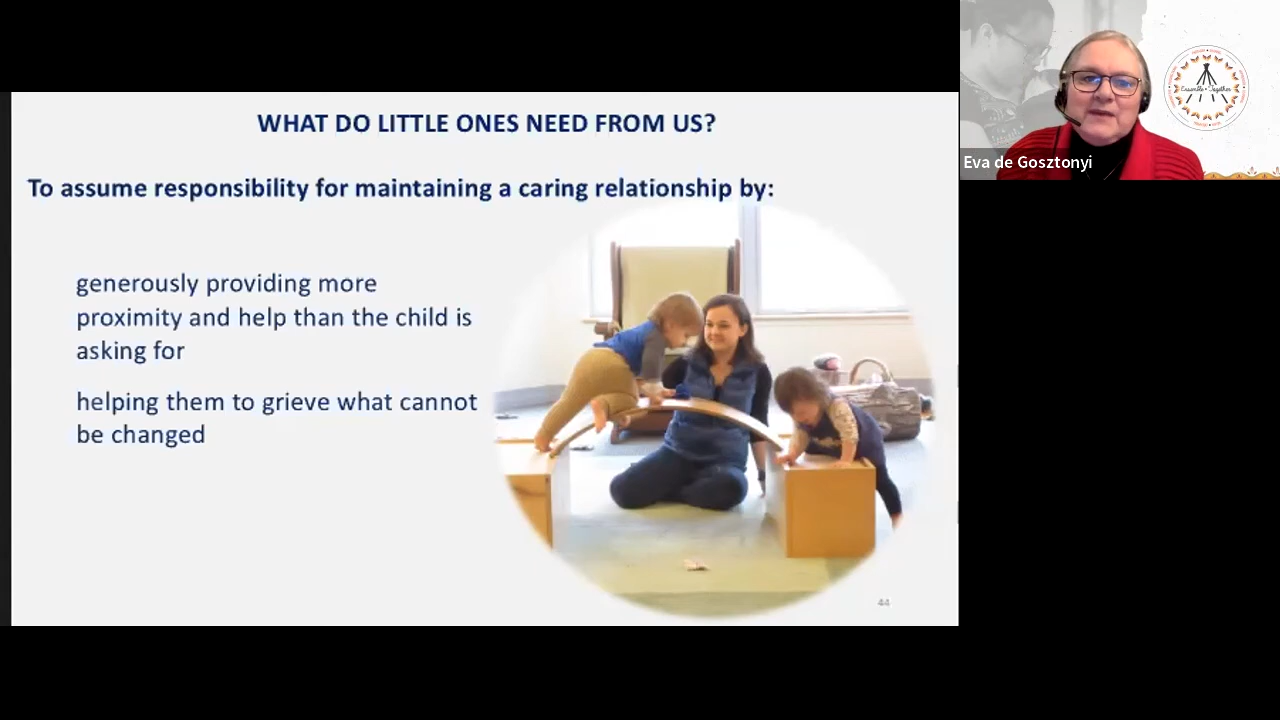 WHAT DO LITTLE ONES NEED FROM US?
To assume responsibility for maintaining a caring relationship by:
generously providing more
proximity and help than the child is
asking for
helping them to grieve what cannot
be changed
44
Eva de Gosztonyi
Ensemble • Together